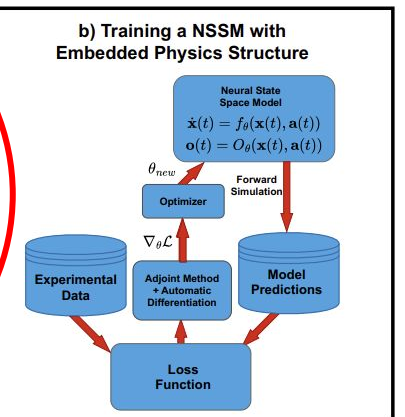 b) Training a NSSM with
Embedded Physics Structure
Neural State
Space Model
ẋ(t) = f_θ(x(t), a(t))
o(t) = O_θ(x(t), a(t))
θ_new
Forward
Simulation
Optimizer
∇_θ ℒ
Experimental
Data
Adjoint Method
+ Automatic
Differentiation
Model
Predictions
Loss
Function